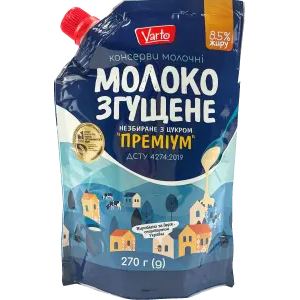 Varto
8.5%
жиру
консерви молочні
МОЛОКО
ЗГУЩЕНЕ
НЕЗБИРАНЕ З ЦУКРОМ
"ПРЕМІУМ"
ДСТУ 4274:2019
270 г (g)